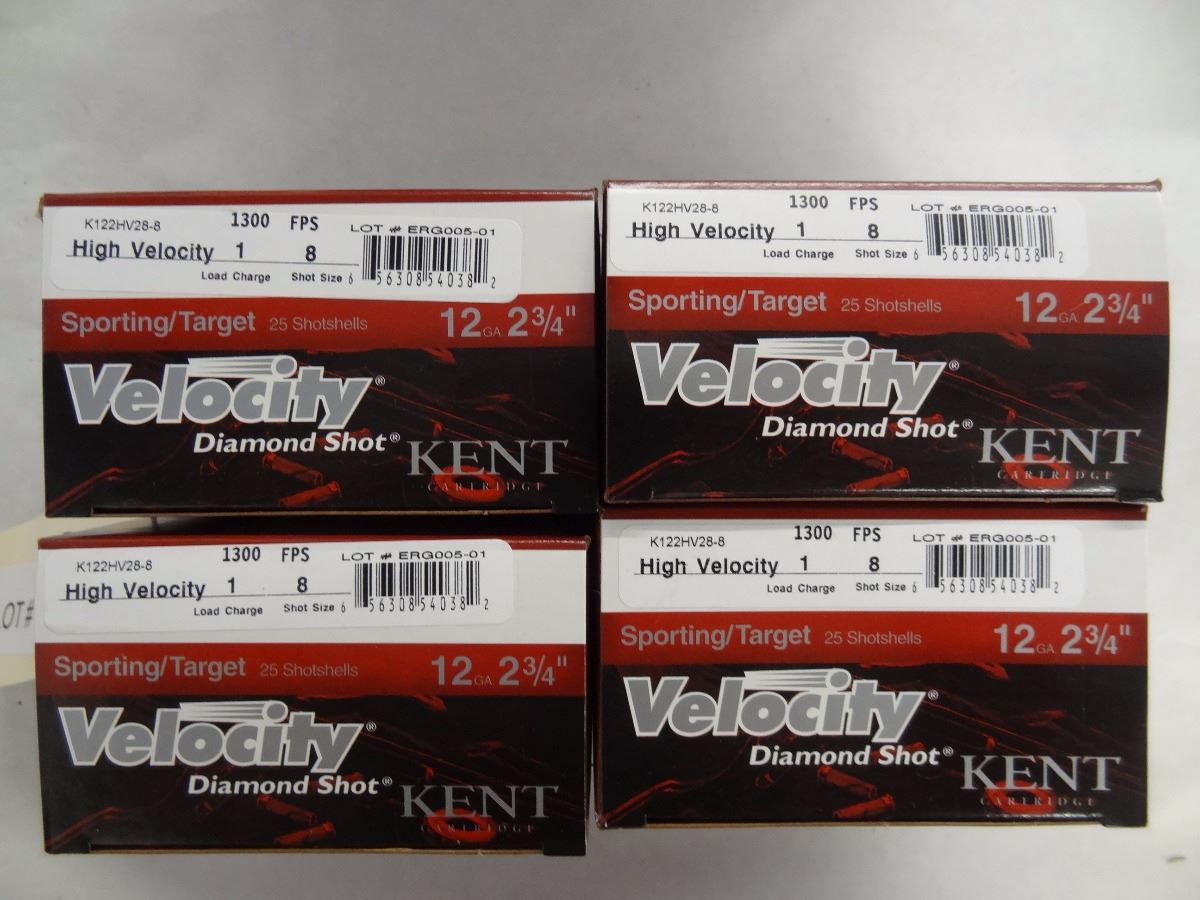 K122HV28-8 1300 FPS LOT # ERG005-01
High Velocity 1 8
Load Charge Shot Size 6 56308 54038 2
Sporting/Target 25 Shotshells 12 GA. 2 3/4"
Velocity®
Diamond Shot® KENT
CARTRIDGE
K122HV28-8 1300 FPS LOT # ERG005-01
High Velocity 1 8
Load Charge Shot Size 6 56308 54038 2
Sporting/Target 25 Shotshells 12 GA 2 3/4"
Velocity®
Diamond Shot® KENT
CARTRIDGE
K122HV28-8 1300 FPS LOT # ERG005-01
High Velocity 1 8
Load Charge Shot Size 6 56308 54038 2
Sporting/Target 25 Shotshells 12 GA. 2 3/4"
Velocity®
Diamond Shot® KENT
CARTRIDGE
K122HV28-8 1300 FPS LOT # ERG005-01
High Velocity 1 8
Load Charge Shot Size 6 56308 54038 2
Sporting/Target 25 Shotshells 12 GA. 2 3/4"
Velocity®
Diamond Shot® KENT
CARTRIDGE
LOT#